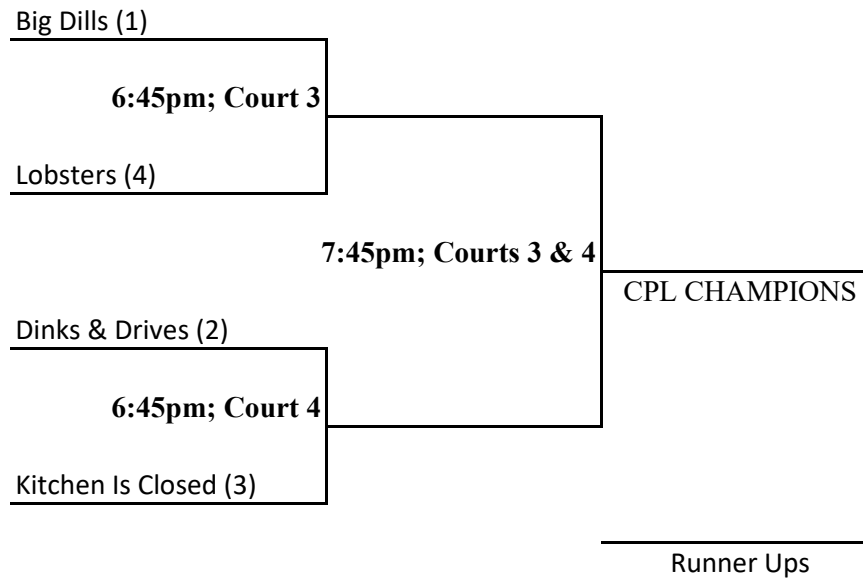 Big Dills (1)
6:45pm; Court 3
Lobsters (4)
7:45pm; Courts 3 & 4
CPL CHAMPIONS
Dinks & Drives (2)
6:45pm; Court 4
Kitchen Is Closed (3)
Runner Ups